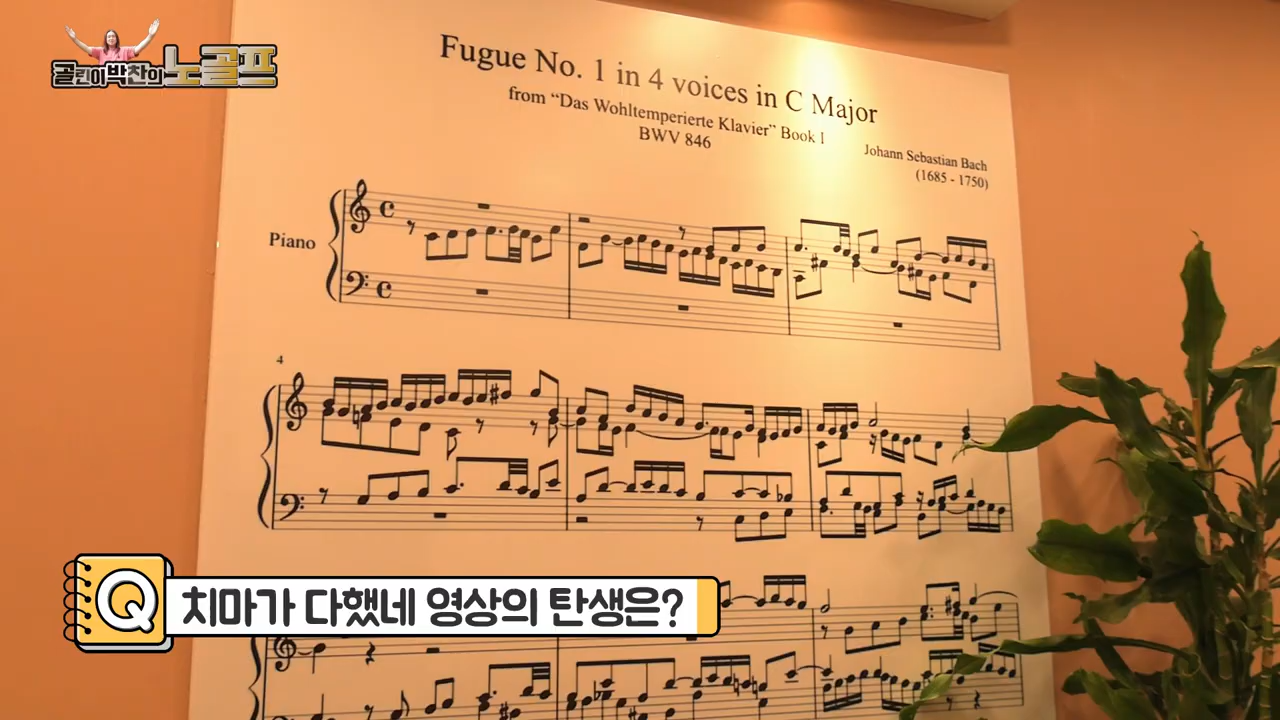 골린이 박찬의 노골프
Fugue No. 1 in 4 voices in C Major
from “Das Wohltemperierte Klavier” Book I
BWV 846
Johann Sebastian Bach
(1685 - 1750)
Piano
4
Q 치마가 다했네 영상의 탄생은?